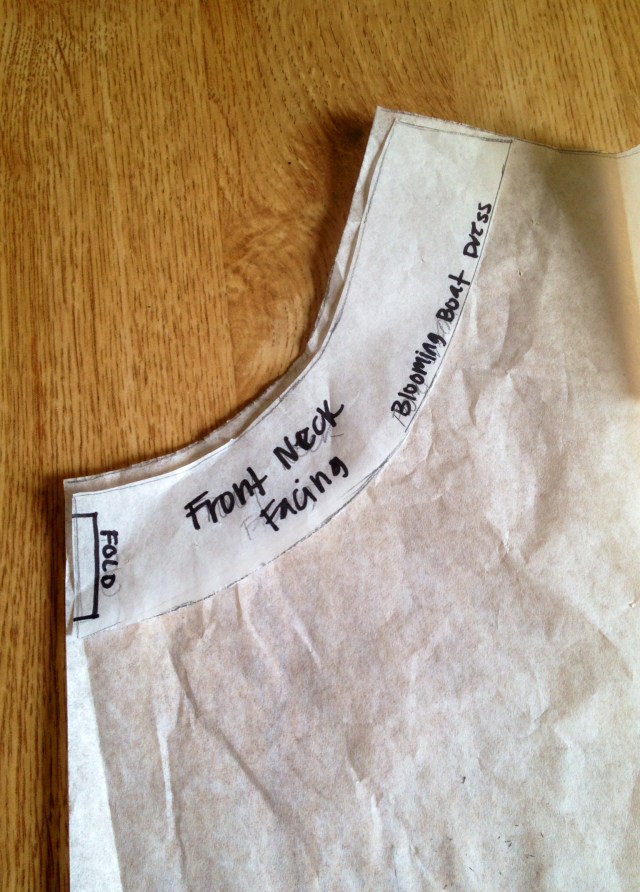 Front Neck
Facing
Blooming Boat Dress
FOLD